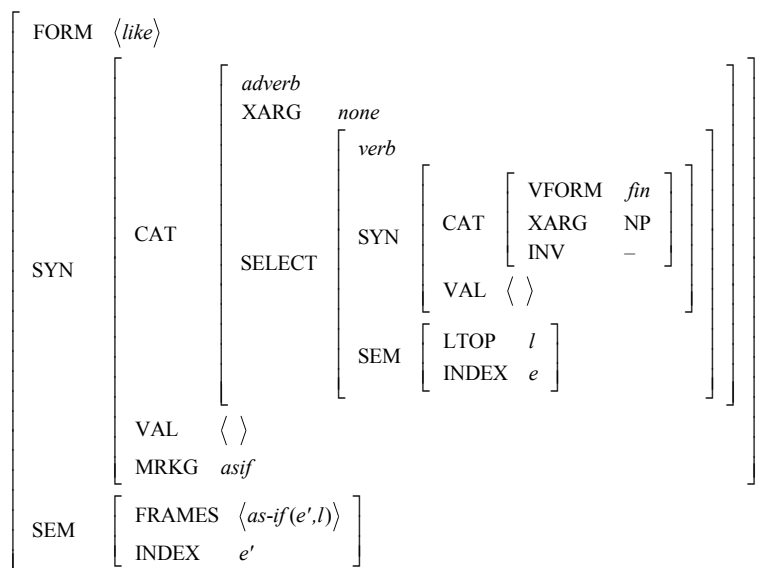 FORM ⟨like⟩
adverb
XARG none
verb
VFORM fin
CAT XARG NP
SYN INV –
CAT SELECT
SYN VAL ⟨ ⟩
LTOP l
SEM INDEX e
VAL ⟨ ⟩
MRKG asif
FRAMES ⟨as-if(e′,l)⟩
SEM
INDEX e′